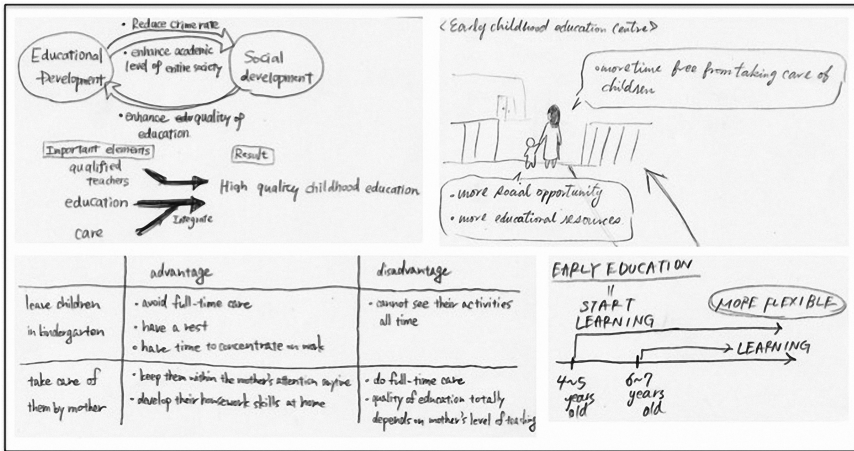 Reduce crime rate
Educational
Development
• enhance academic
level of entire society
Social
development
• enhance edu quality of
education
Important elements
Result
qualified
teachers
education
care
Integrate
High quality childhood education
<Early childhood education centre>
• more time free from taking care of
children
• more social opportunity
• more educational resources
advantage
disadvantage
leave children
in kindergarten
• avoid full-time care
• have a rest
• have time to concentrate on work
• cannot see their activities
all time
take care of
them by mother
• keep them within the mother's attention anytime
• develop their housework skills at home
• do full-time care
• quality of education totally
depends on mother's level of teaching
EARLY EDUCATION
=
START
LEARNING
MORE FLEXIBLE
LEARNING
4~5
years
old
6~7
years
old